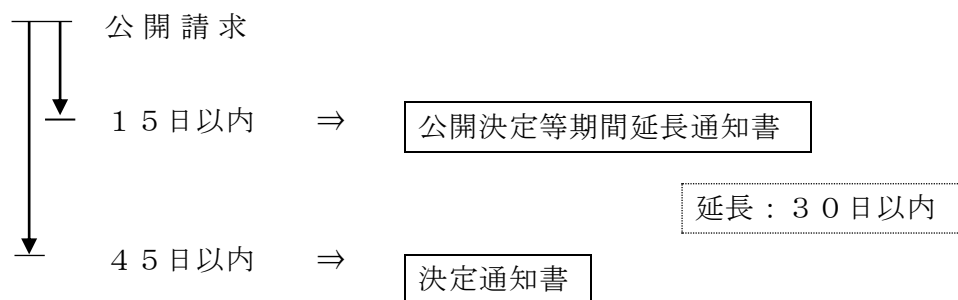 公開請求
15日以内 ⇒ 公開決定等期間延長通知書
延長:30日以内
45日以内 ⇒ 決定通知書